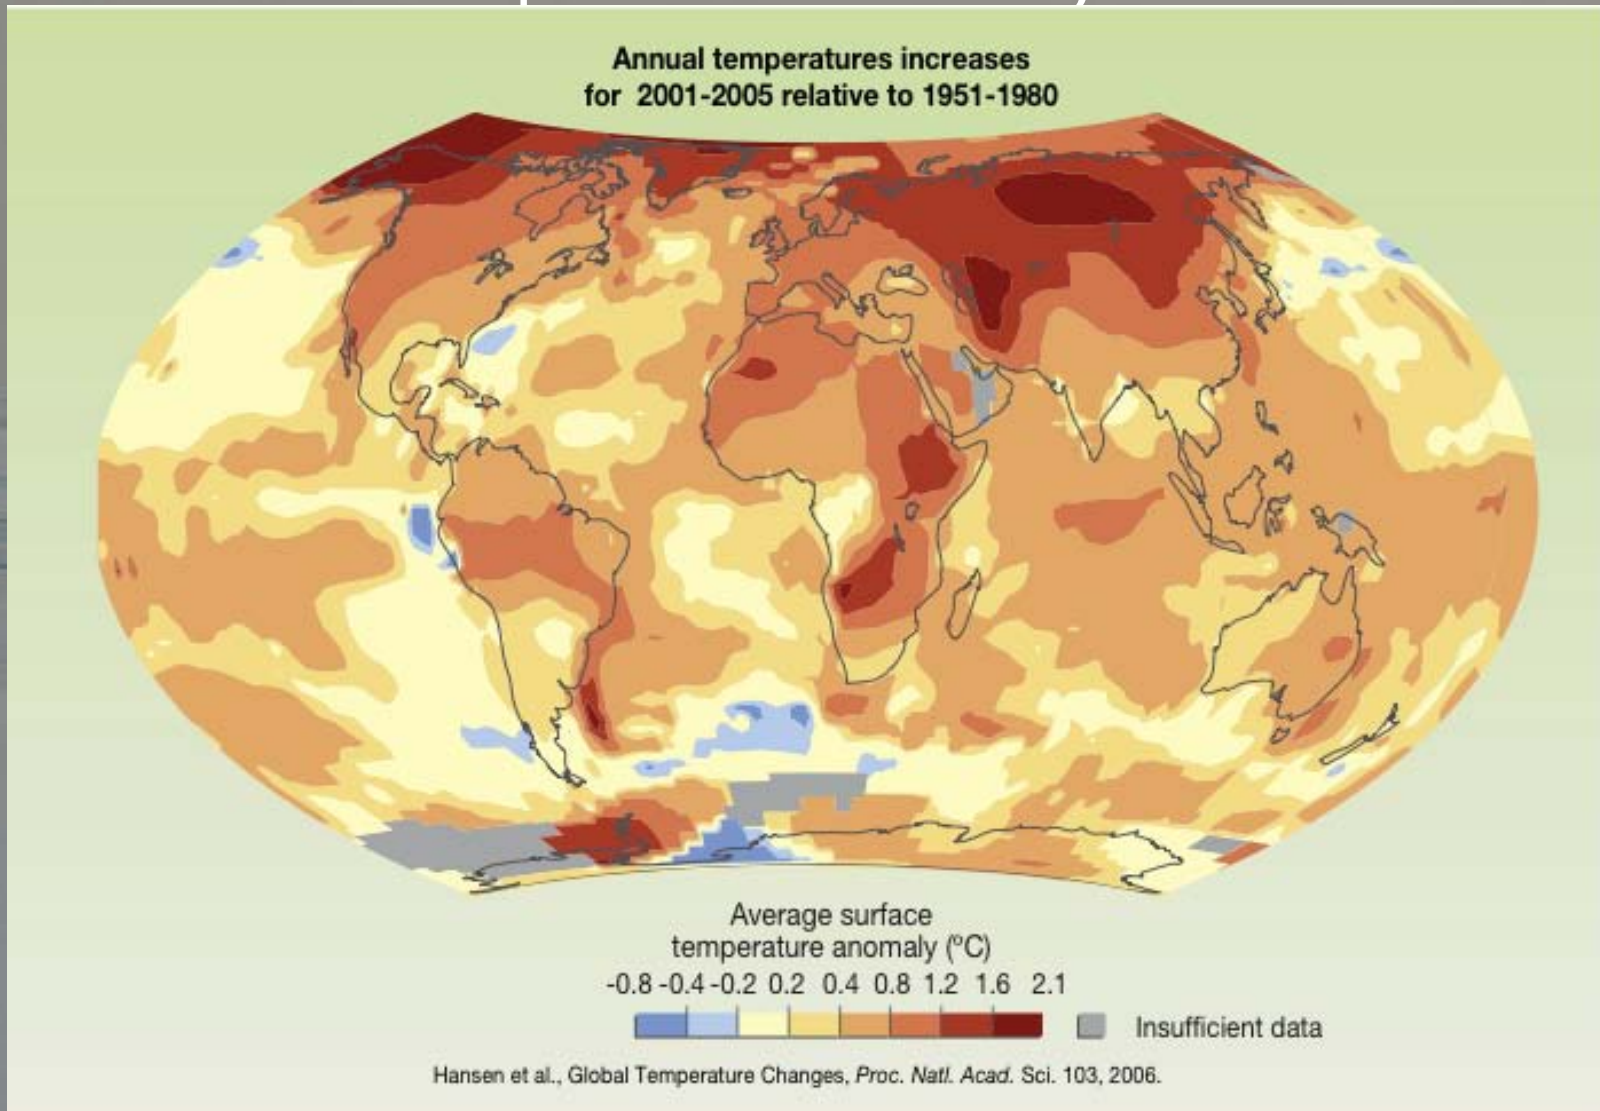 Annual temperatures increases
for 2001-2005 relative to 1951-1980
Average surface
temperature anomaly (°C)
-0.8 -0.4 -0.2 0.2 0.4 0.8 1.2 1.6 2.1
Insufficient data
Hansen et al., Global Temperature Changes, Proc. Natl. Acad. Sci. 103, 2006.